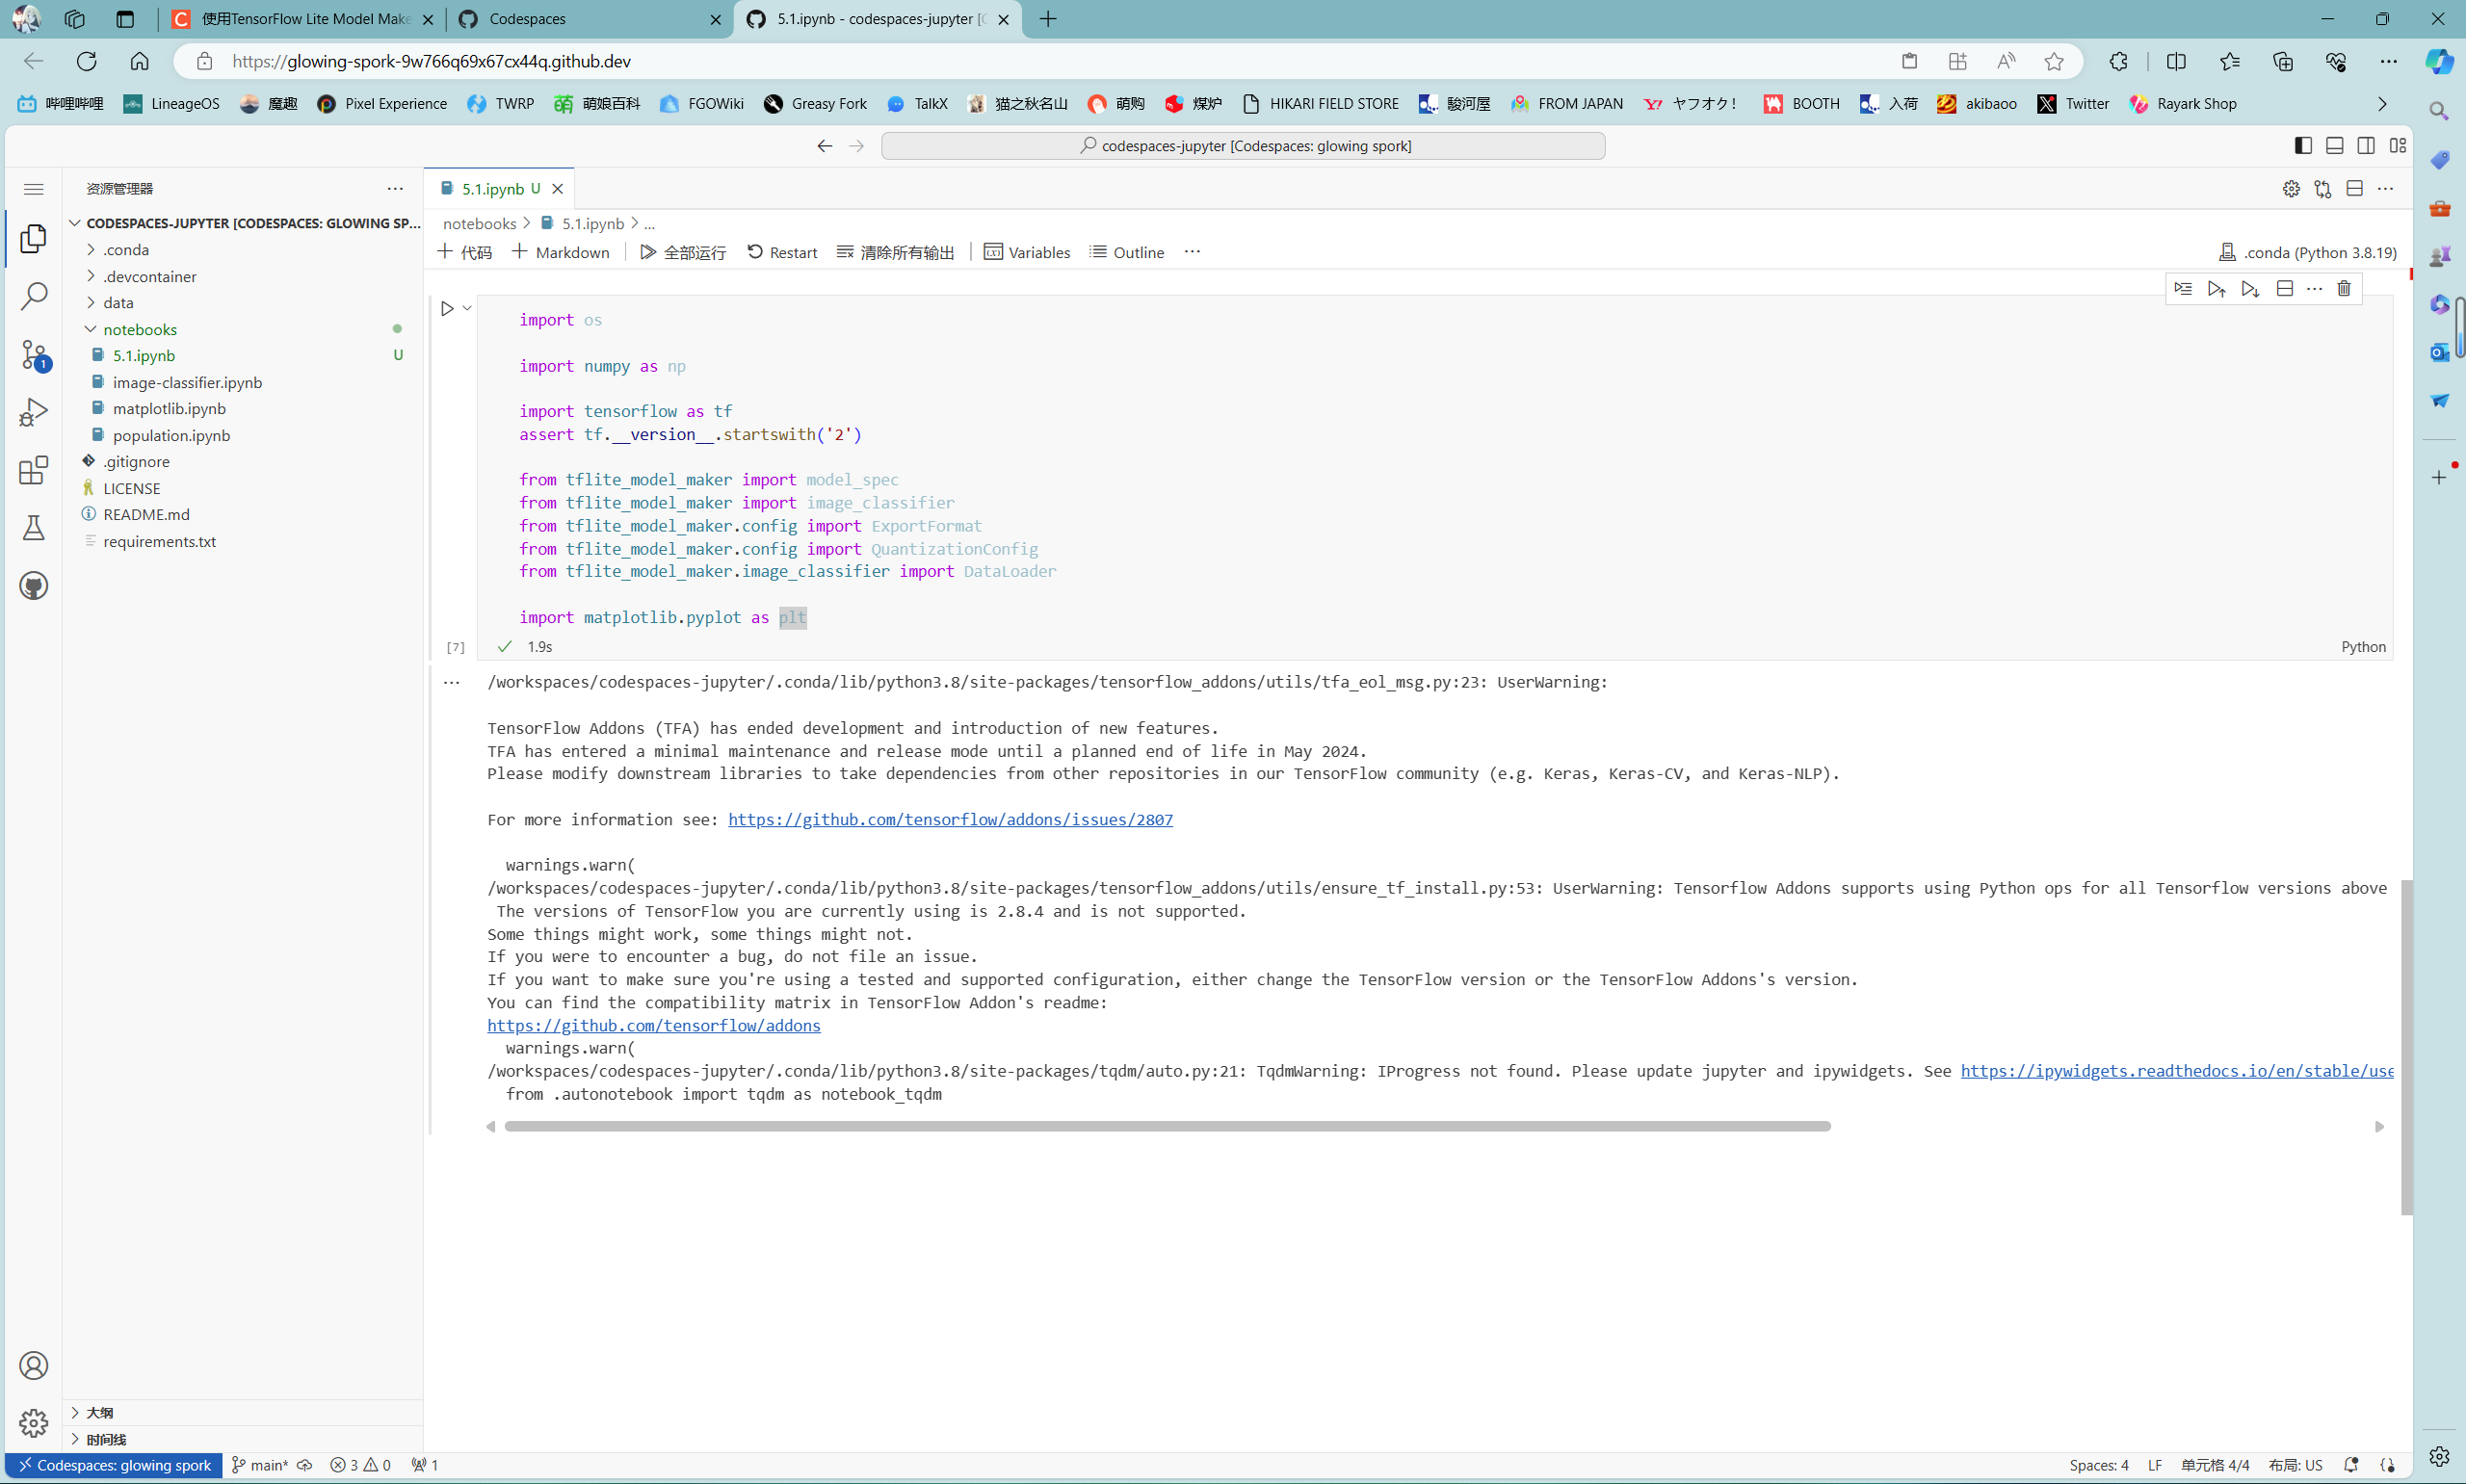 使用TensorFlow Lite Model Make
Codespaces
5.1.ipynb - codespaces-jupyter [C
https://glowing-spork-9w766q69x67cx44q.github.dev
哔哩哔哩 LineageOS 魔趣 Pixel Experience TWRP 萌娘百科 FGOWiki Greasy Fork TalkX 猫之秋名山 萌购 煤炉 HIKARI FIELD STORE 駿河屋 FROM JAPAN ヤフオク! BOOTH 入荷 akibaoo Twitter Rayark Shop
codespaces-jupyter [Codespaces: glowing spork]
资源管理器
CODESPACES-JUPYTER [CODESPACES: GLOWING SP...
.conda
.devcontainer
data
notebooks
5.1.ipynb U
image-classifier.ipynb
matplotlib.ipynb
population.ipynb
.gitignore
LICENSE
README.md
requirements.txt
大纲
时间线
1
5.1.ipynb U
notebooks > 5.1.ipynb > ...
代码 Markdown 全部运行 Restart 清除所有输出 Variables Outline ... .conda (Python 3.8.19)
import os
import numpy as np
import tensorflow as tf
assert tf.__version__.startswith('2')
from tflite_model_maker import model_spec
from tflite_model_maker import image_classifier
from tflite_model_maker.config import ExportFormat
from tflite_model_maker.config import QuantizationConfig
from tflite_model_maker.image_classifier import DataLoader
import matplotlib.pyplot as plt
[7] 1.9s Python
/workspaces/codespaces-jupyter/.conda/lib/python3.8/site-packages/tensorflow_addons/utils/tfa_eol_msg.py:23: UserWarning:
TensorFlow Addons (TFA) has ended development and introduction of new features.
TFA has entered a minimal maintenance and release mode until a planned end of life in May 2024.
Please modify downstream libraries to take dependencies from other repositories in our TensorFlow community (e.g. Keras, Keras-CV, and Keras-NLP).
For more information see: https://github.com/tensorflow/addons/issues/2807
warnings.warn(
/workspaces/codespaces-jupyter/.conda/lib/python3.8/site-packages/tensorflow_addons/utils/ensure_tf_install.py:53: UserWarning: Tensorflow Addons supports using Python ops for all Tensorflow versions above
The versions of TensorFlow you are currently using is 2.8.4 and is not supported.
Some things might work, some things might not.
If you were to encounter a bug, do not file an issue.
If you want to make sure you're using a tested and supported configuration, either change the TensorFlow version or the TensorFlow Addons's version.
You can find the compatibility matrix in TensorFlow Addon's readme:
https://github.com/tensorflow/addons
warnings.warn(
/workspaces/codespaces-jupyter/.conda/lib/python3.8/site-packages/tqdm/auto.py:21: TqdmWarning: IProgress not found. Please update jupyter and ipywidgets. See https://ipywidgets.readthedocs.io/en/stable/use
from .autonotebook import tqdm as notebook_tqdm
Codespaces: glowing spork main* 3 0 1 Spaces: 4 LF 单元格 4/4 布局: US